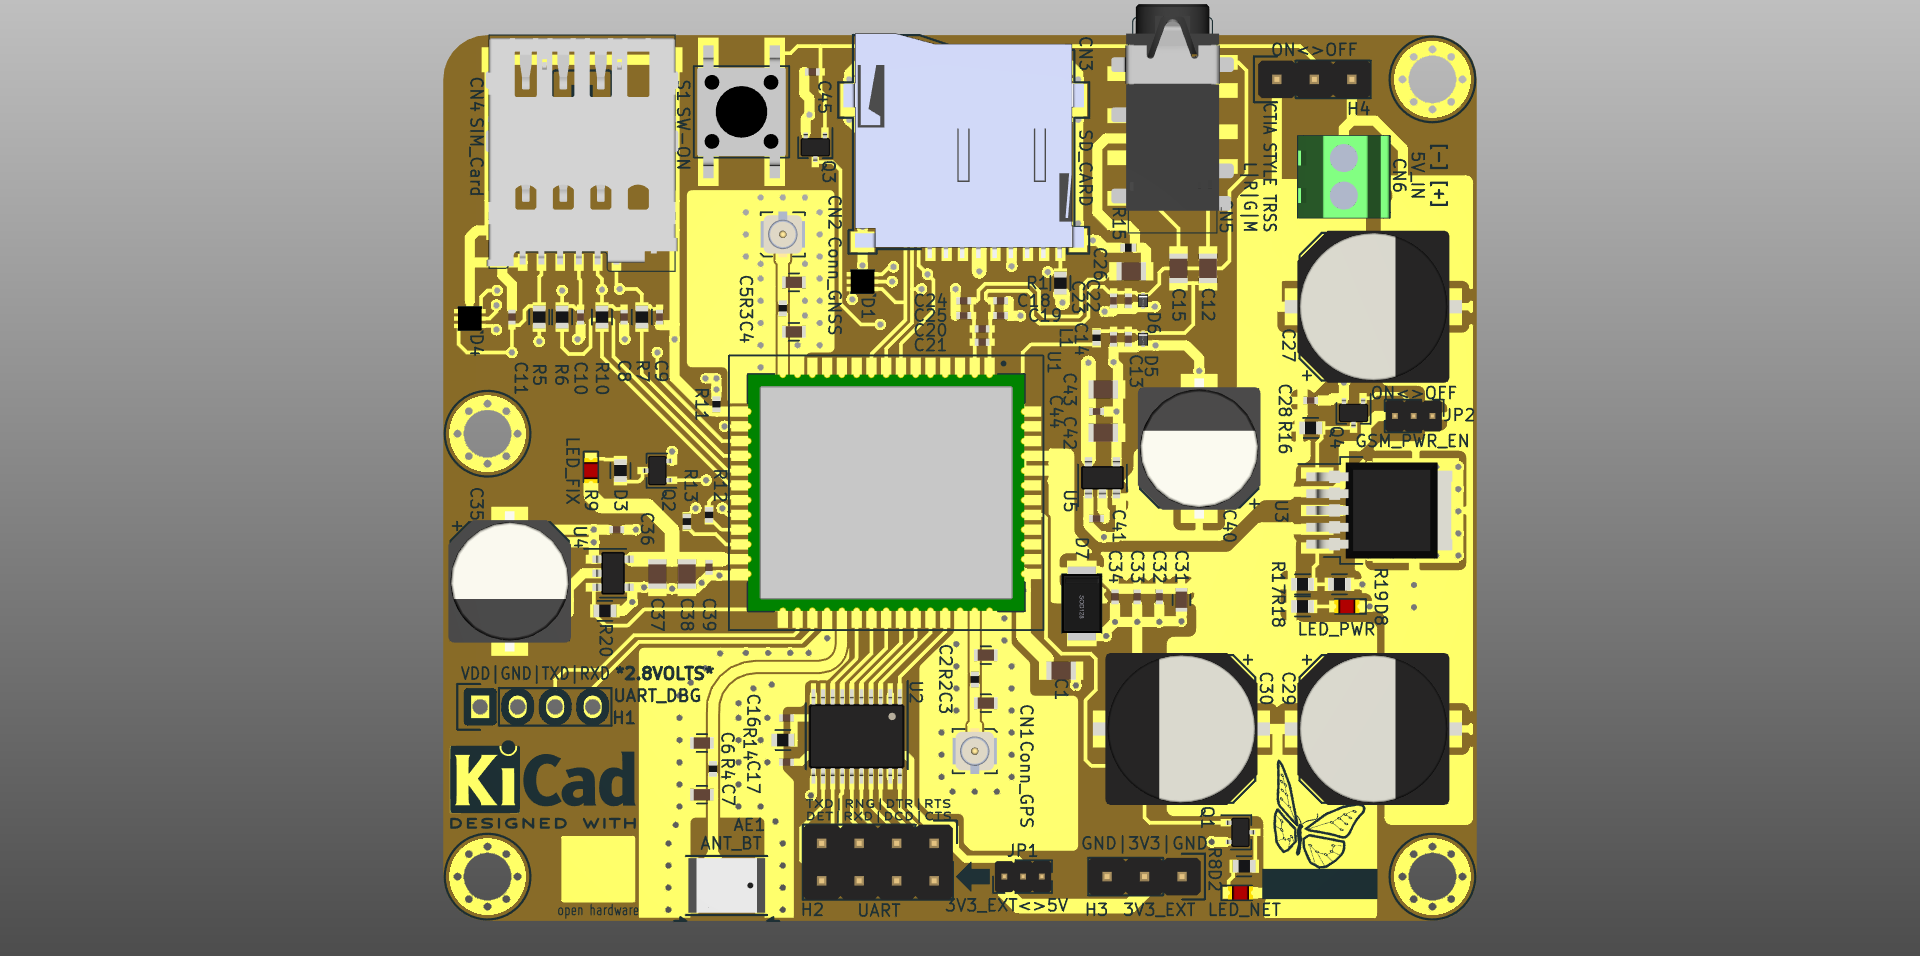 ON<>OFF
H4
CTIA STYLE TRSS
L|R|G|M
CN3
SD_CARD
CN4 SIM_Card
S1 SW-ON
C45
Q3
CN2 Conn_GNSS
D1
C5R3C4
CN6
5V_IN
[-] [+]
R15
C26
C15
C12
C24
C25
C20
C21
C18
C19
D6
D5
C13
C14
L1
U1
D4
C11
R5
R6
C10
R10
C8
R7
C9
R11
C27
+
ON<>OFF
JP2
GSM_PWR_EN
C28R16
Q4
C43
C42
C44
U5
C41
C40
+
U3
LED_FIX
R9
D3
Q2
R13
R12
C35
+
U4
C36
C37
C38
C39
R20
D7
C34
C33
C32
C31
SOD128
R17R18
R19D8
LED_PWR
VDD|GND|TXD|RXD
*2.8VOLTS*
UART_DBG
H1
C2R2C3
C1
U2
CN1Conn_GPS
C16R14C17
C6R4C7
+
C30
+
C29
KiCad
DESIGNED WITH
open hardware
AE1
ANT_BT
TXD|RNG|DTR|RTS
DET|RXD|DCD|CTS
H2
UART
JP1
3V3_EXT<>5V
GND|3V3|GND
H3
3V3_EXT
Q1
R8D2
LED_NET